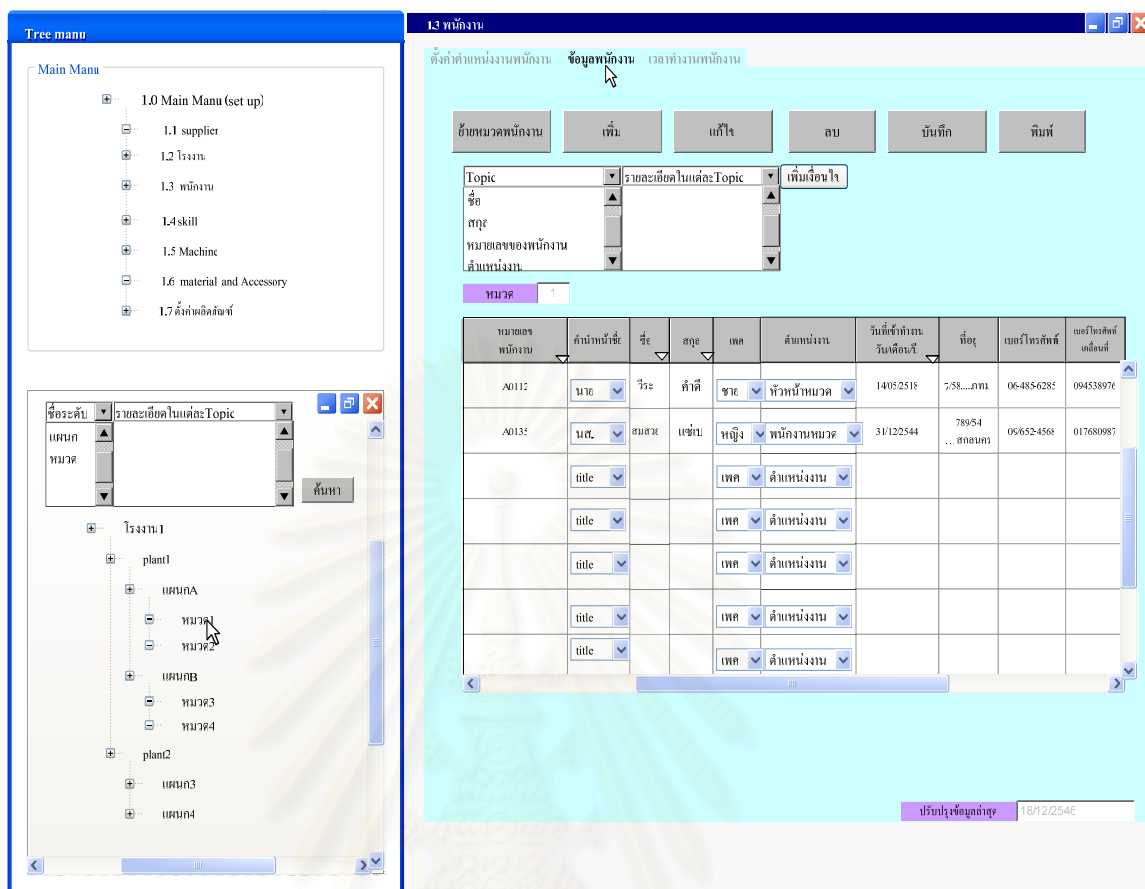 Tree manu
Main Manu
1.0 Main Manu (set up)
1.1 supplier
1.2 โรงงาน
1.3 พนักงาน
1.4 skill
1.5 Machine
1.6 material and Accessory
1.7 ตั้งค่าผลิตภัณฑ์
ชื่อระดับ รายละเอียดในแต่ละTopic
แผนก
หมวด
ค้นหา
โรงงาน1
plant1
แผนกA
หมวด1
หมวด2
แผนกB
หมวด3
หมวด4
plant2
แผนก3
แผนก4
1.3 พนักงาน
ตั้งค่าตำแหน่งงานพนักงาน ข้อมูลพนักงาน เวลาทำงานพนักงาน
ย้ายหมวดพนักงาน เพิ่ม แก้ไข ลบ บันทึก พิมพ์
Topic รายละเอียดในแต่ละTopic เพิ่มเงื่อนไข
ชื่อ
สกุล
หมายเลขของพนักงาน
ตำแหน่งงาน
หมวด 1
หมายเลข
พนักงาน คำนำหน้าชื่อ ชื่อ สกุล เพศ ตำแหน่งงาน วันที่เข้าทำงาน
วัน/เดือน/ปี ที่อยู่ เบอร์โทรศัพท์ เบอร์โทรศัพท์
เคลื่อนที่
A0112 นาย วีระ คำดี ชาย หัวหน้าหมวด 14/05/2518 7/58....กทม. 06-485-6285 094538976
A0135 นส. สมสวย แซ่เบ หญิง พนักงานหมวด 31/12/2544 789/54
... สกลนคร 09/652-4568 017680987
title เพศ ตำแหน่งงาน
title เพศ ตำแหน่งงาน
title เพศ ตำแหน่งงาน
title เพศ ตำแหน่งงาน
title เพศ ตำแหน่งงาน
ปรับปรุงข้อมูลล่าสุด 18/12/2546